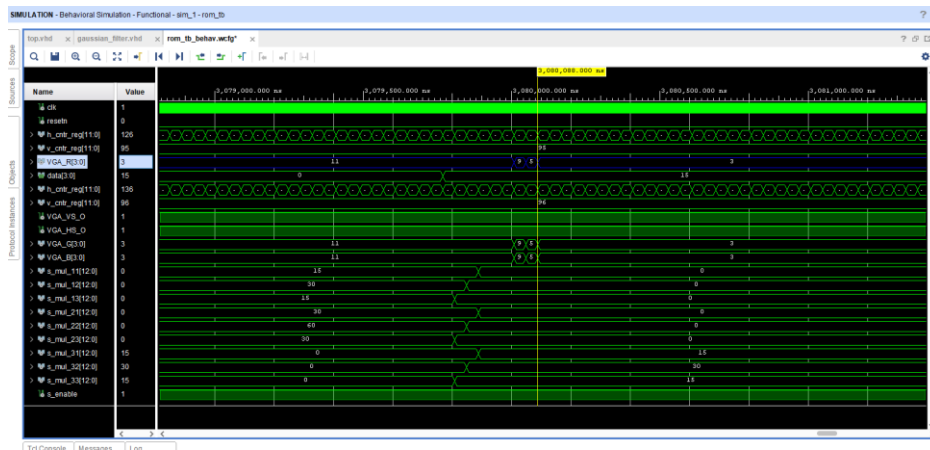 SIMULATION - Behavioral Simulation - Functional - sim_1 - rom_tb ?
top.vhd × gaussian_filter.vhd × rom_tb_behav.wcfg* × ?
Scope
Sources
Objects
Protocol Instances
3,080,088.000 ns
Name Value 3,079,000.000 ns 3,079,500.000 ns 3,080,000.000 ns 3,080,500.000 ns 3,081,000.000 ns
clk 1
resetn 0
h_cntr_reg[11:0] 126
v_cntr_reg[11:0] 95 95
VGA_R[3:0] 3 11 9 5 3
data[3:0] 15 0 15
h_cntr_reg[11:0] 136
v_cntr_reg[11:0] 96 96
VGA_VS_O 1
VGA_HS_O 1
VGA_G[3:0] 3 11 9 5 3
VGA_B[3:0] 3 11 9 5 3
s_mul_11[12:0] 0 15 0
s_mul_12[12:0] 0 30 0
s_mul_13[12:0] 0 15 0
s_mul_21[12:0] 0 30 0
s_mul_22[12:0] 0 60 0
s_mul_23[12:0] 0 30 0
s_mul_31[12:0] 15 0 15
s_mul_32[12:0] 30 0 30
s_mul_33[12:0] 15 0 15
s_enable 1
Tcl Console Messages Log